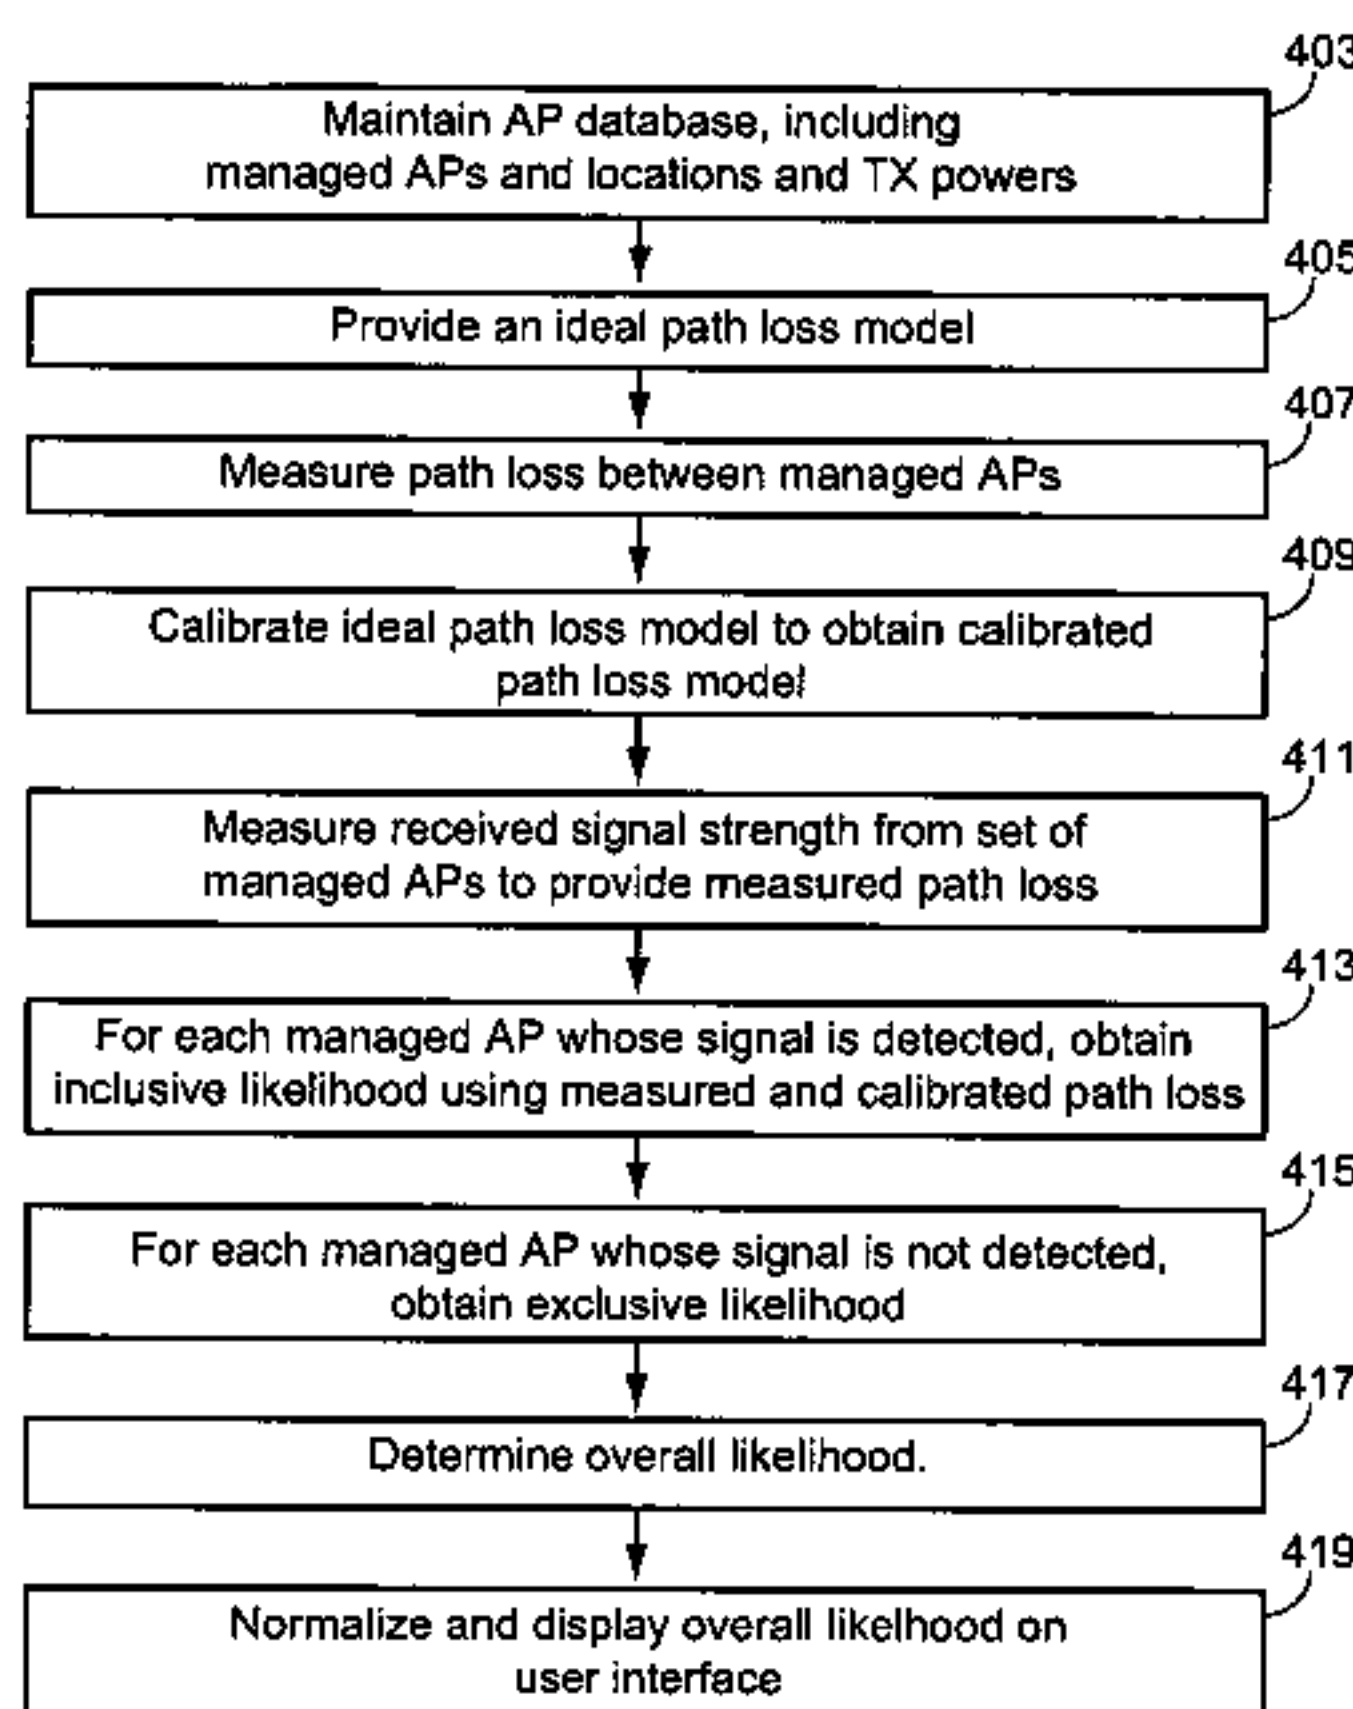 403
Maintain AP database, including
managed APs and locations and TX powers
405
Provide an ideal path loss model
407
Measure path loss between managed APs
409
Calibrate ideal path loss model to obtain calibrated
path loss model
411
Measure received signal strength from set of
managed APs to provide measured path loss
413
For each managed AP whose signal is detected, obtain
inclusive likelihood using measured and calibrated path loss
415
For each managed AP whose signal is not detected,
obtain exclusive likelihood
417
Determine overall likelihood.
419
Normalize and display overall likelhood on
user interface